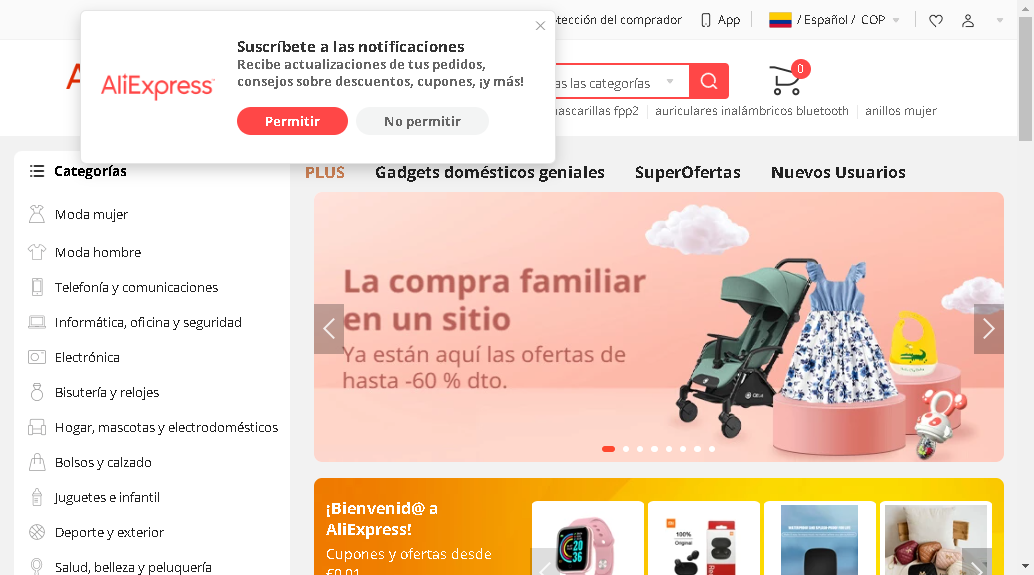 otección del comprador
App
/ Español / COP
Suscríbete a las notificaciones
Recibe actualizaciones de tus pedidos,
consejos sobre descuentos, cupones, ¡y más!
AliExpress
Permitir
No permitir
as las categorías
0
mascarillas fpp2
auriculares inalámbricos bluetooth
anillos mujer
Categorías
Moda mujer
Moda hombre
Telefonía y comunicaciones
Informática, oficina y seguridad
Electrónica
Bisutería y relojes
Hogar, mascotas y electrodomésticos
Bolsos y calzado
Juguetes e infantil
Deporte y exterior
Salud, belleza y peluquería
PLUS
Gadgets domésticos geniales
SuperOfertas
Nuevos Usuarios
La compra familiar
en un sitio
Ya están aquí las ofertas de
hasta -60 % dto.
¡Bienvenid@ a
AliExpress!
Cupones y ofertas desde
€0,01
100%
Original